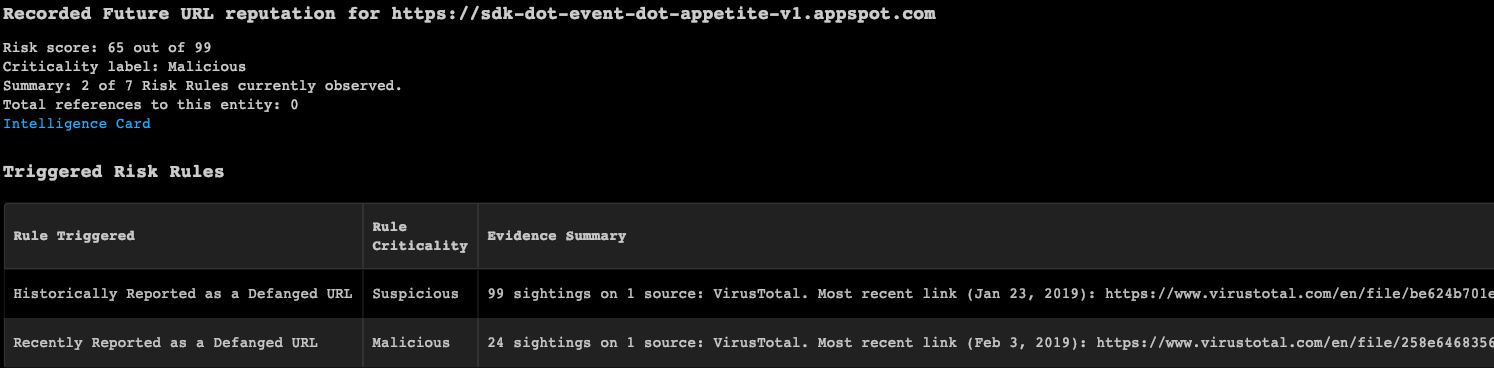 Recorded Future URL reputation for https://sdk-dot-event-dot-appetite-v1.appspot.com
Risk score: 65 out of 99
Criticality label: Malicious
Summary: 2 of 7 Risk Rules currently observed.
Total references to this entity: 0
Intelligence Card
Triggered Risk Rules
Rule Triggered
Rule
Criticality
Evidence Summary
Historically Reported as a Defanged URL
Suspicious
99 sightings on 1 source: VirusTotal. Most recent link (Jan 23, 2019): https://www.virustotal.com/en/file/be624b701e
Recently Reported as a Defanged URL
Malicious
24 sightings on 1 source: VirusTotal. Most recent link (Feb 3, 2019): https://www.virustotal.com/en/file/258e6468356